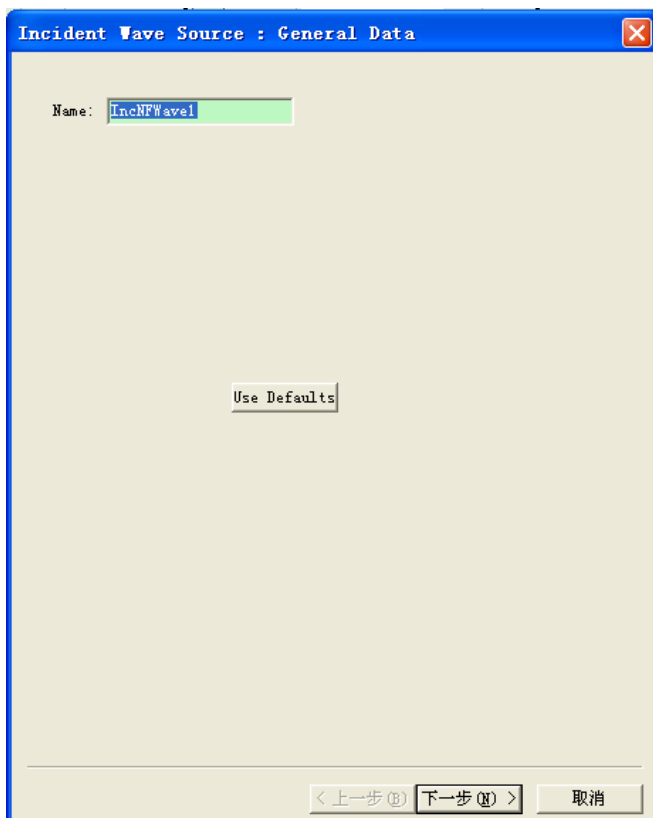 Incident Wave Source : General Data
Name: IncNFWave1
Use Defaults
< 上一步(B) 下一步(N) > 取消